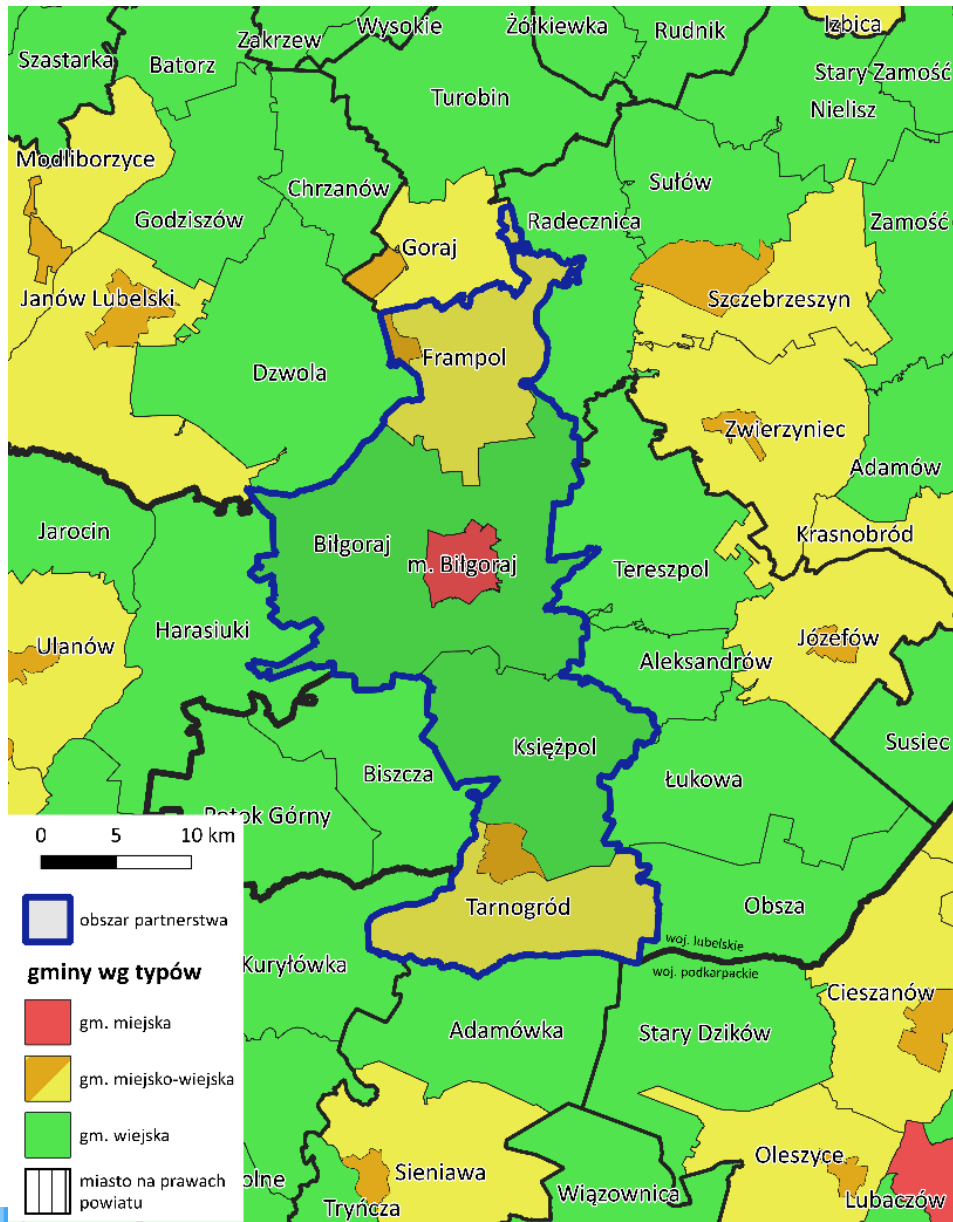 Wysokie
Żółkiewka
Rudnik
Izbica
Zakrzew
Szastarka
Batorz
Stary Zamość
Turobin
Nielisz
Modliborzyce
Chrzanów
Sułów
Godziszów
Radecznica
Zamość
Goraj
Janów Lubelski
Szczebrzeszyn
Frampol
Dzwola
Zwierzyniec
Adamów
Krasnobród
Jarocin
Biłgoraj
m. Biłgoraj
Tereszpol
Harasiuki
Ulanów
Józefów
Aleksandrów
Księżpol
Susiec
Biszcza
Łukowa
Potok Górny
0 5 10 km
Tarnogród
Obsza
obszar partnerstwa
woj. lubelskie
woj. podkarpackie
gminy wg typów
Kuryłówka
Cieszanów
gm. miejska
Adamówka
Stary Dzików
gm. miejsko-wiejska
gm. wiejska
Oleszyce
miasto na prawach
powiatu
olne
Sieniawa
Wiązownica
Lubaczów
Tryńcza